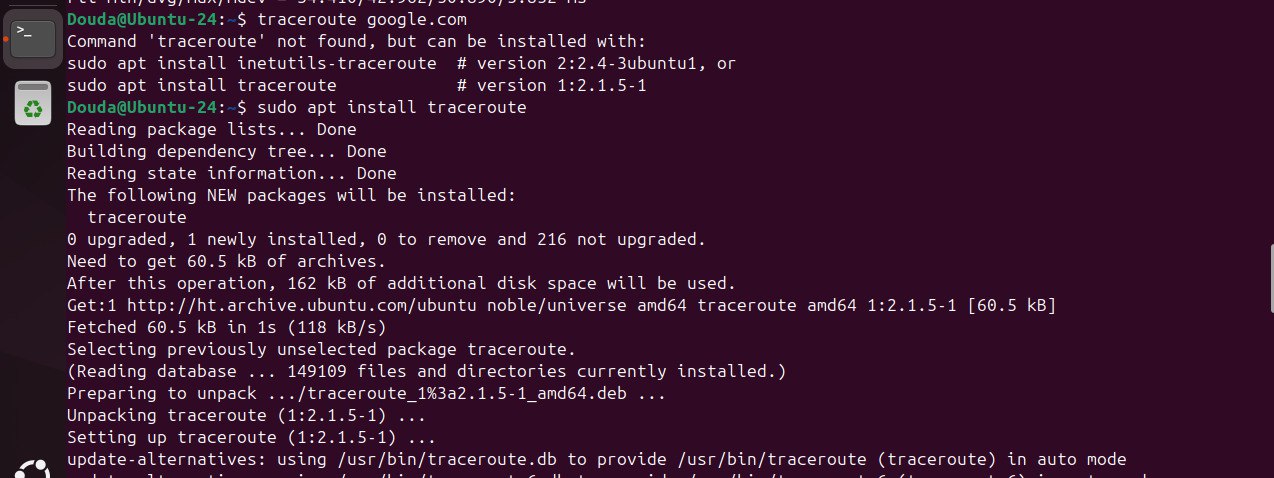 Douda@Ubuntu-24:~$ traceroute google.com
Command 'traceroute' not found, but can be installed with:
sudo apt install inetutils-traceroute  # version 2:2.4-3ubuntu1, or
sudo apt install traceroute            # version 1:2.1.5-1
Douda@Ubuntu-24:~$ sudo apt install traceroute
Reading package lists... Done
Building dependency tree... Done
Reading state information... Done
The following NEW packages will be installed:
  traceroute
0 upgraded, 1 newly installed, 0 to remove and 216 not upgraded.
Need to get 60.5 kB of archives.
After this operation, 162 kB of additional disk space will be used.
Get:1 http://ht.archive.ubuntu.com/ubuntu noble/universe amd64 traceroute amd64 1:2.1.5-1 [60.5 kB]
Fetched 60.5 kB in 1s (118 kB/s)
Selecting previously unselected package traceroute.
(Reading database ... 149109 files and directories currently installed.)
Preparing to unpack .../traceroute_1%3a2.1.5-1_amd64.deb ...
Unpacking traceroute (1:2.1.5-1) ...
Setting up traceroute (1:2.1.5-1) ...
update-alternatives: using /usr/bin/traceroute.db to provide /usr/bin/traceroute (traceroute) in auto mode